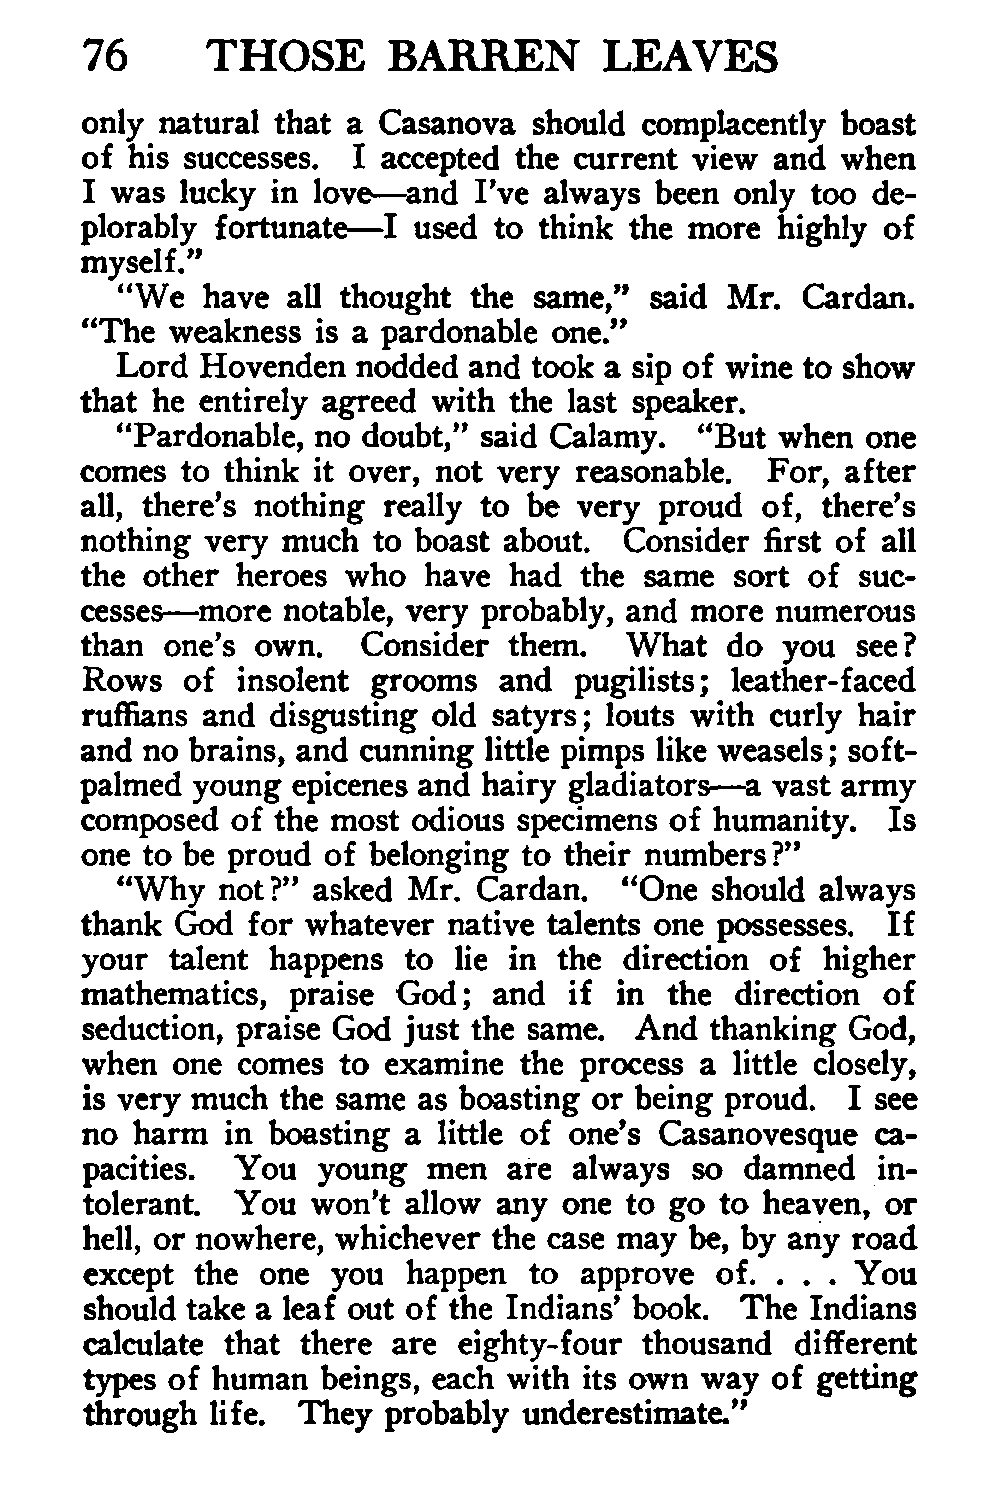 76 THOSE BARREN LEAVES
only natural that a Casanova should complacently boast
of his successes. I accepted the current view and when
I was lucky in love—and I've always been only too de-
plorably fortunate—I used to think the more highly of
myself."
"We have all thought the same," said Mr. Cardan.
"The weakness is a pardonable one."
Lord Hovenden nodded and took a sip of wine to show
that he entirely agreed with the last speaker.
"Pardonable, no doubt," said Calamy. "But when one
comes to think it over, not very reasonable. For, after
all, there's nothing really to be very proud of, there's
nothing very much to boast about. Consider first of all
the other heroes who have had the same sort of suc-
cesses—more notable, very probably, and more numerous
than one's own. Consider them. What do you see?
Rows of insolent grooms and pugilists; leather-faced
ruffians and disgusting old satyrs; louts with curly hair
and no brains, and cunning little pimps like weasels; soft-
palmed young epicenes and hairy gladiators—a vast army
composed of the most odious specimens of humanity. Is
one to be proud of belonging to their numbers?"
"Why not?" asked Mr. Cardan. "One should always
thank God for whatever native talents one possesses. If
your talent happens to lie in the direction of higher
mathematics, praise God; and if in the direction of
seduction, praise God just the same. And thanking God,
when one comes to examine the process a little closely,
is very much the same as boasting or being proud. I see
no harm in boasting a little of one's Casanovesque ca-
pacities. You young men are always so damned in-
tolerant. You won't allow any one to go to heaven, or
hell, or nowhere, whichever the case may be, by any road
except the one you happen to approve of. . . . You
should take a leaf out of the Indians' book. The Indians
calculate that there are eighty-four thousand different
types of human beings, each with its own way of getting
through life. They probably underestimate."